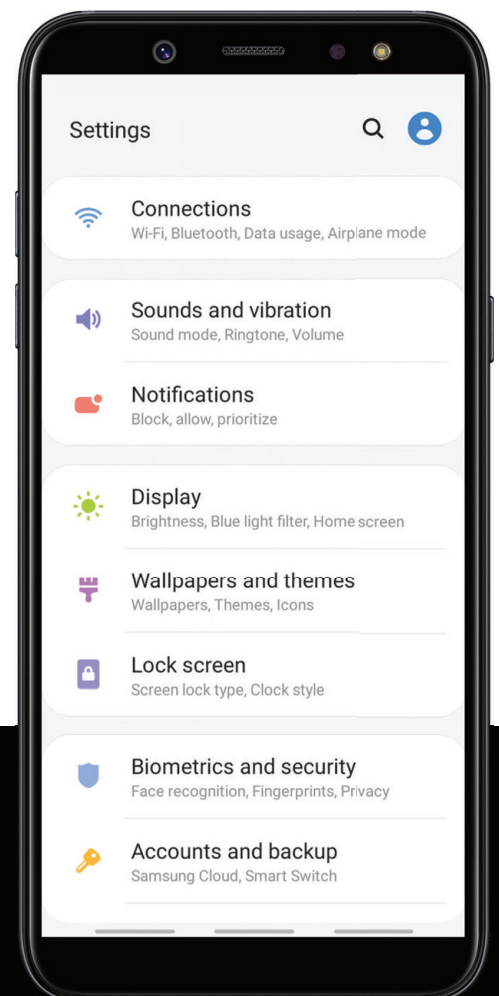 Settings
Connections
Wi-Fi, Bluetooth, Data usage, Airplane mode
Sounds and vibration
Sound mode, Ringtone, Volume
Notifications
Block, allow, prioritize
Display
Brightness, Blue light filter, Home screen
Wallpapers and themes
Wallpapers, Themes, Icons
Lock screen
Screen lock type, Clock style
Biometrics and security
Face recognition, Fingerprints, Privacy
Accounts and backup
Samsung Cloud, Smart Switch